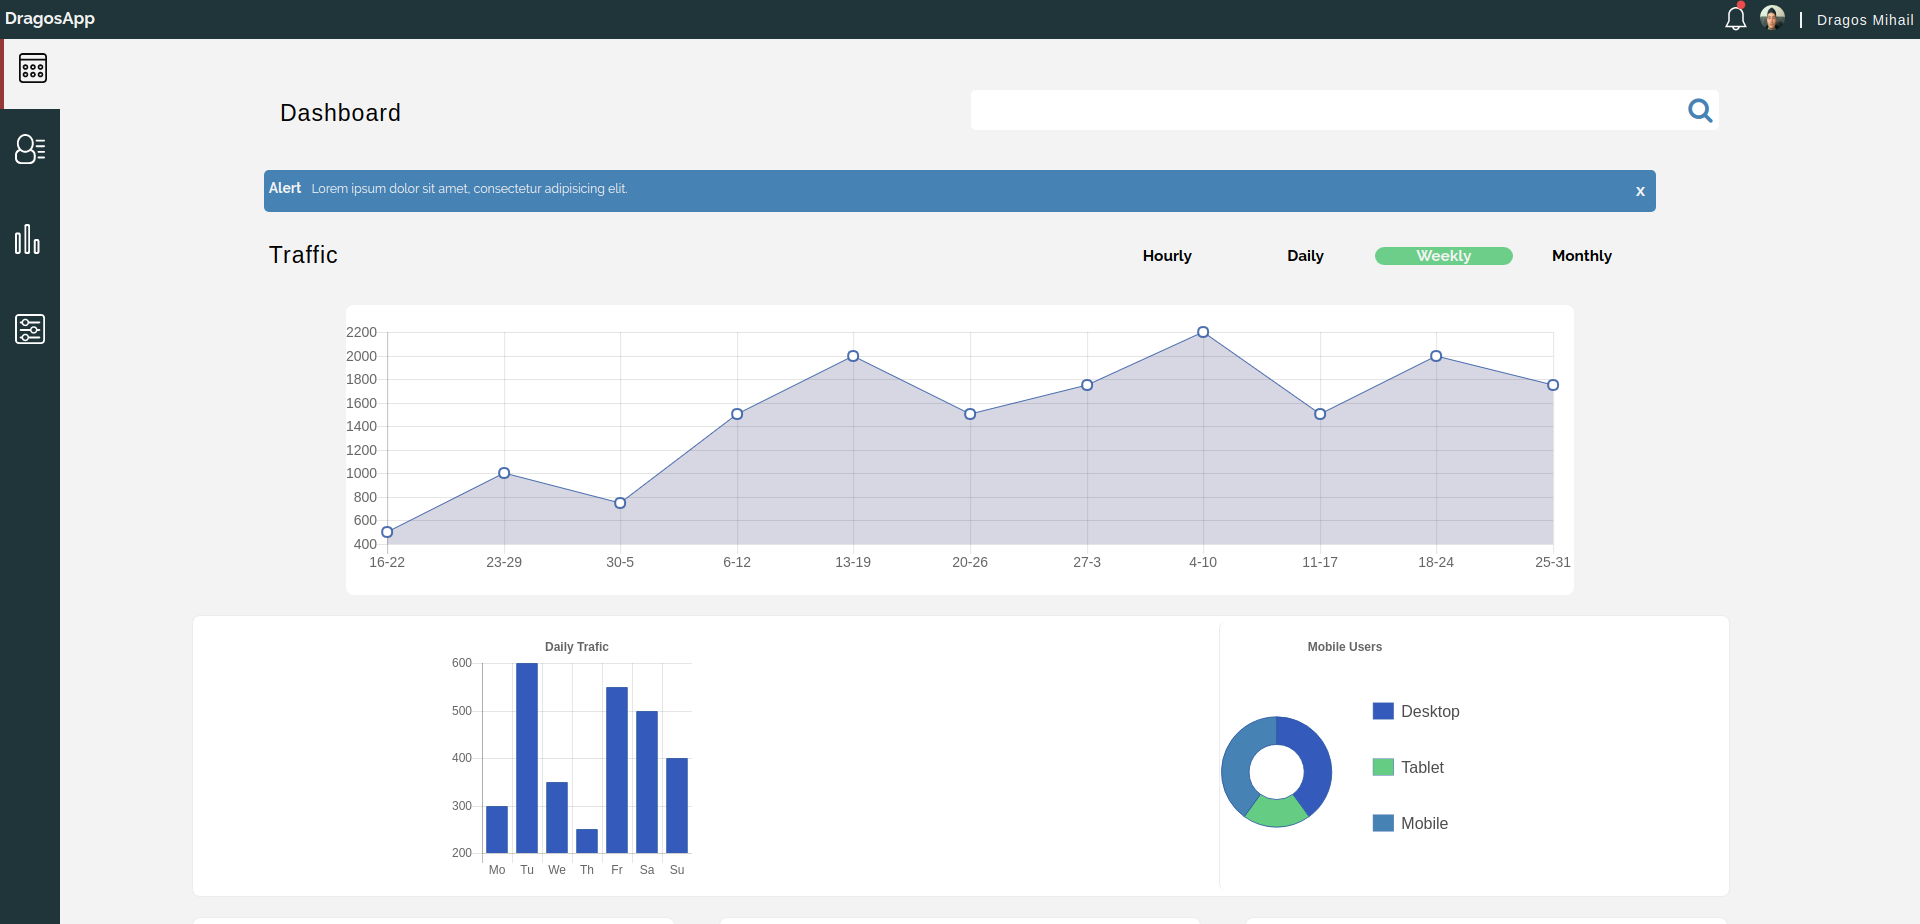 DragosApp
Dragos Mihail
Dashboard
Alert Lorem ipsum dolor sit amet, consectetur adipisicing elit.
x
Traffic
Hourly Daily Weekly Monthly
2200
2000
1800
1600
1400
1200
1000
800
600
400
16-22 23-29 30-5 6-12 13-19 20-26 27-3 4-10 11-17 18-24 25-31
Daily Trafic
600
500
400
300
200
Mo Tu We Th Fr Sa Su
Mobile Users
Desktop
Tablet
Mobile